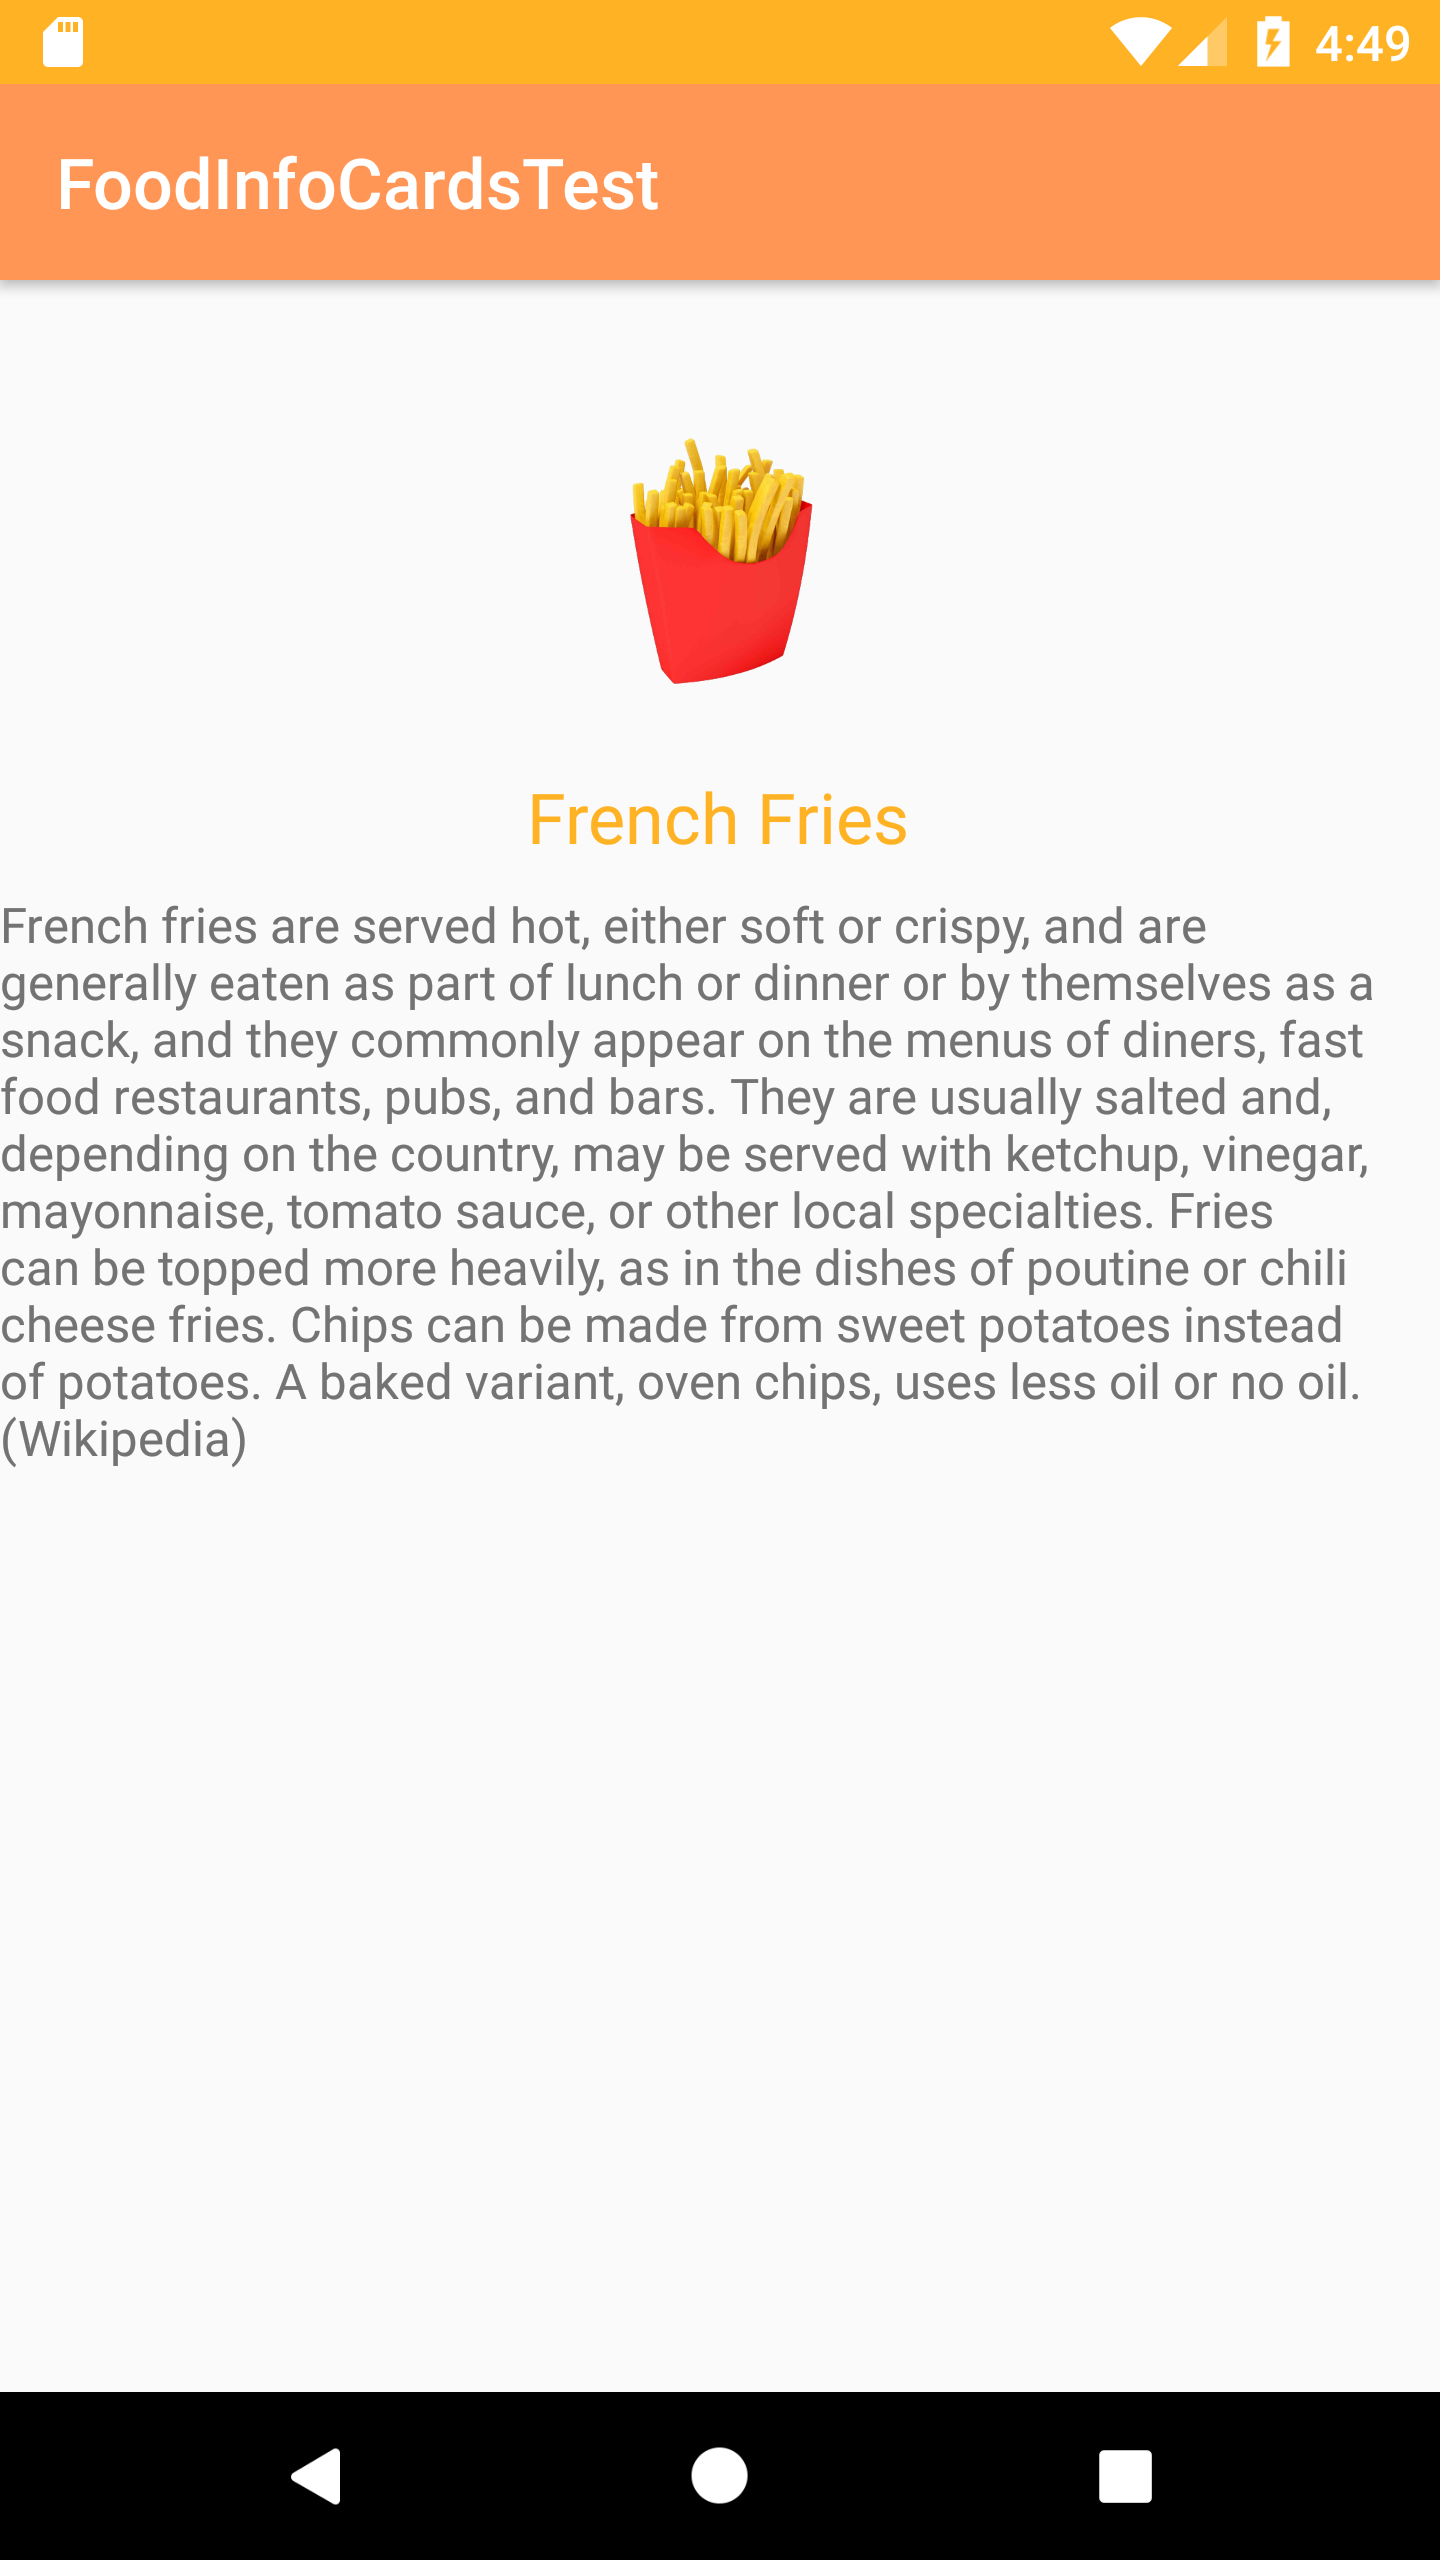 4:49
FoodInfoCardsTest
French Fries
French fries are served hot, either soft or crispy, and are
generally eaten as part of lunch or dinner or by themselves as a
snack, and they commonly appear on the menus of diners, fast
food restaurants, pubs, and bars. They are usually salted and,
depending on the country, may be served with ketchup, vinegar,
mayonnaise, tomato sauce, or other local specialties. Fries
can be topped more heavily, as in the dishes of poutine or chili
cheese fries. Chips can be made from sweet potatoes instead
of potatoes. A baked variant, oven chips, uses less oil or no oil.
(Wikipedia)